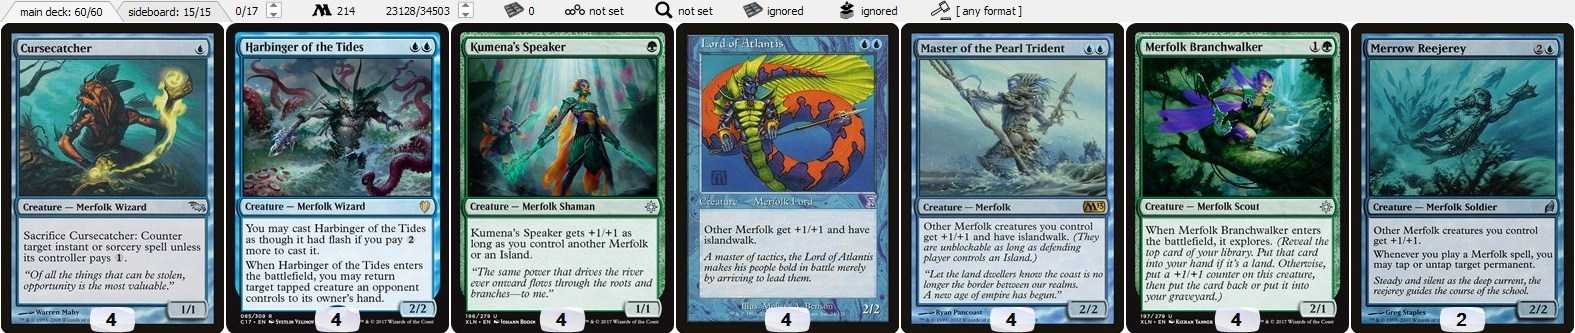 main deck: 60/60
sideboard: 15/15
0/17
214
23128/34503
0
not set
not set
ignored
ignored
[ any format ]
Cursecatcher
Creature — Merfolk Wizard
Sacrifice Cursecatcher: Counter
target instant or sorcery spell unless
its controller pays 1.
"Of all the things that can be stolen,
opportunity is the most valuable."
Warren Mahy
1/1
4
Harbinger of the Tides
Creature — Merfolk Wizard
You may cast Harbinger of the Tides
as though it had flash if you pay 2
more to cast it.
When Harbinger of the Tides enters
the battlefield, you may return
target tapped creature an opponent
controls to its owner's hand.
2/2
4
Kumena's Speaker
Creature — Merfolk Shaman
Kumena's Speaker gets +1/+1 as
long as you control another Merfolk
or an Island.
"The same power that drives the river
ever onward flows through the roots and
branches—to me."
1/1
4
Lord of Atlantis
Creature — Merfolk Lord
Other Merfolk get +1/+1 and have
islandwalk.
A master of tactics, the Lord of Atlantis
makes his people bold in battle merely
by arriving to lead them.
2/2
4
Master of the Pearl Trident
Creature — Merfolk
M13
Other Merfolk creatures you control
get +1/+1 and have islandwalk. (They
are unblockable as long as defending
player controls an Island.)
"Let the land dwellers know the coast is no
longer the border between our realms.
A new age of empire has begun."
Ryan Pancoast
2/2
4
Merfolk Branchwalker
1
Creature — Merfolk Scout
When Merfolk Branchwalker enters
the battlefield, it explores. (Reveal the
top card of your library. Put that card
into your hand if it's a land. Otherwise,
put a +1/+1 counter on this creature,
then put the card back or put it into
your graveyard.)
2/1
4
Merrow Reejerey
2
Creature — Merfolk Soldier
Other Merfolk creatures you control
get +1/+1.
Whenever you play a Merfolk spell, you
may tap or untap target permanent.
Steady and silent as the deep current, the
reejerey guides the course of the school.
Greg Staples
2/2
2